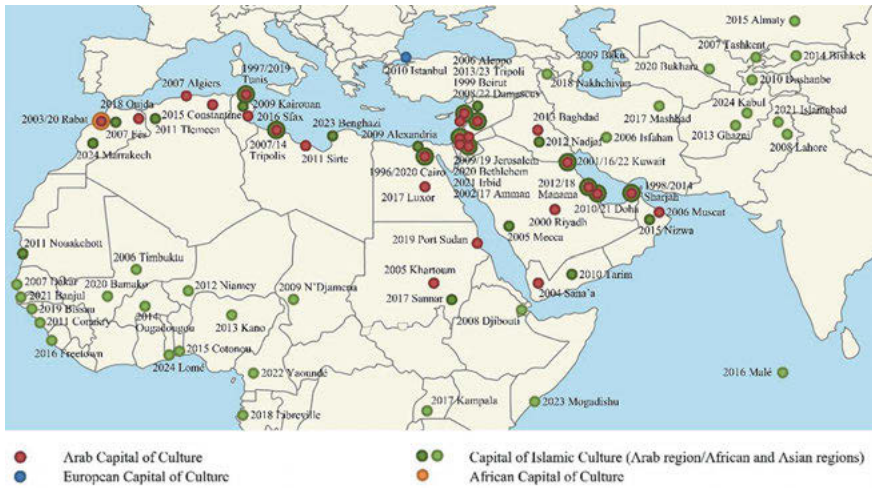 2015 Almaty
2007 Tashkent
2014 Bishkek
2020 Bukhara
2010 Dushanbe
2009 Baku
2018 Nakhchivan
2010 Istanbul
1997/2019
Tunis
2006 Aleppo
2013/23 Tripoli
1999 Beirut
2008/22 Damascus
2007 Algiers
2018 Oujda
2003/20 Rabat
2007 Fes
2015 Constantine
2011 Tlemcen
2009 Kairouan
2016 Sfax
2024 Marrakech
2007/14
Tripolis
2011 Sirte
2023 Benghazi
2009 Alexandria
1996/2020 Cairo
2017 Luxor
2009/19 Jerusalem
2020 Bethlehem
2021 Irbid
2002/17 Amman
2013 Baghdad
2012 Nadjaf
2017 Mashhad
2006 Isfahan
2024 Kabul
2013 Ghazni
2021 Islamabad
2008 Lahore
2001/16/22 Kuwait
2012/18
Manama
2010/21 Doha
1998/2014
Sharjah
2006 Muscat
2015 Nizwa
2000 Riyadh
2005 Mecca
2010 Tarim
2004 Sana'a
2019 Port Sudan
2005 Khartoum
2017 Sannar
2008 Djibouti
2011 Nouakchott
2006 Timbuktu
2007 Dakar
2020 Bamako
2012 Niamey
2009 N'Djamena
2021 Banjul
2019 Bissau
2011 Conakry
2014
Ougadougou
2013 Kano
2016 Freetown
2015 Cotonou
2024 Lomé
2022 Yaoundé
2018 Libreville
2017 Kampala
2023 Mogadishu
2016 Malé
Arab Capital of Culture
European Capital of Culture
Capital of Islamic Culture (Arab region/African and Asian regions)
African Capital of Culture